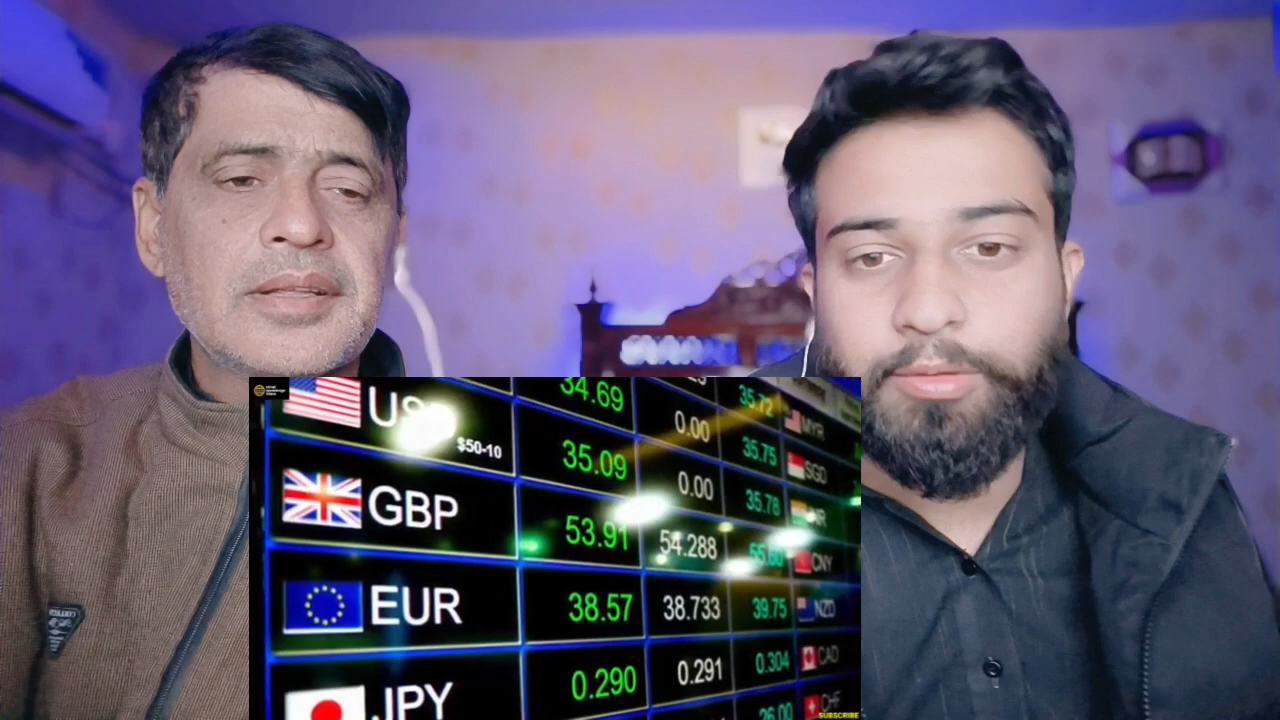 34.69
35.72
MYR
$50-10
35.09
0.00
35.75
SGD
GBP
53.91
0.00
35.78
54.288
CNY
EUR
38.57
38.733
39.75
NZD
JPY
0.290
0.291
0.304
CAD
26.00
CHF
SUBSCRIBE